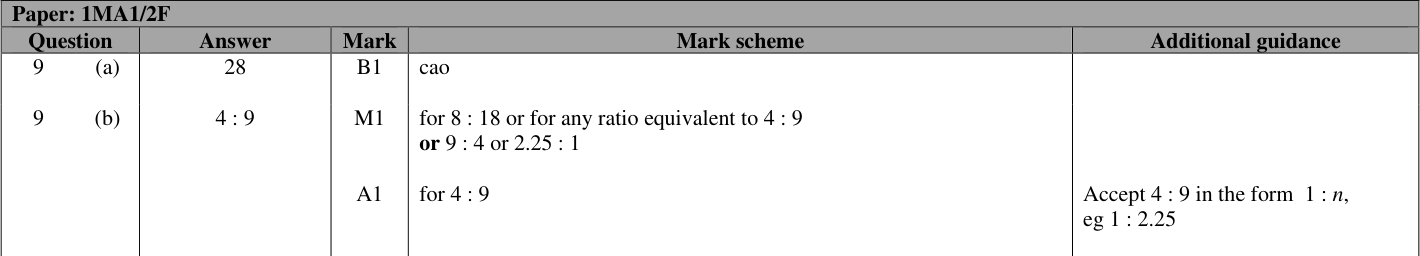 Paper: 1MA1/2F
Question Answer Mark Mark scheme Additional guidance
9 (a) 28 B1 cao
9 (b) 4 : 9 M1 for 8 : 18 or for any ratio equivalent to 4 : 9
or 9 : 4 or 2.25 : 1
A1 for 4 : 9 Accept 4 : 9 in the form 1 : n,
eg 1 : 2.25